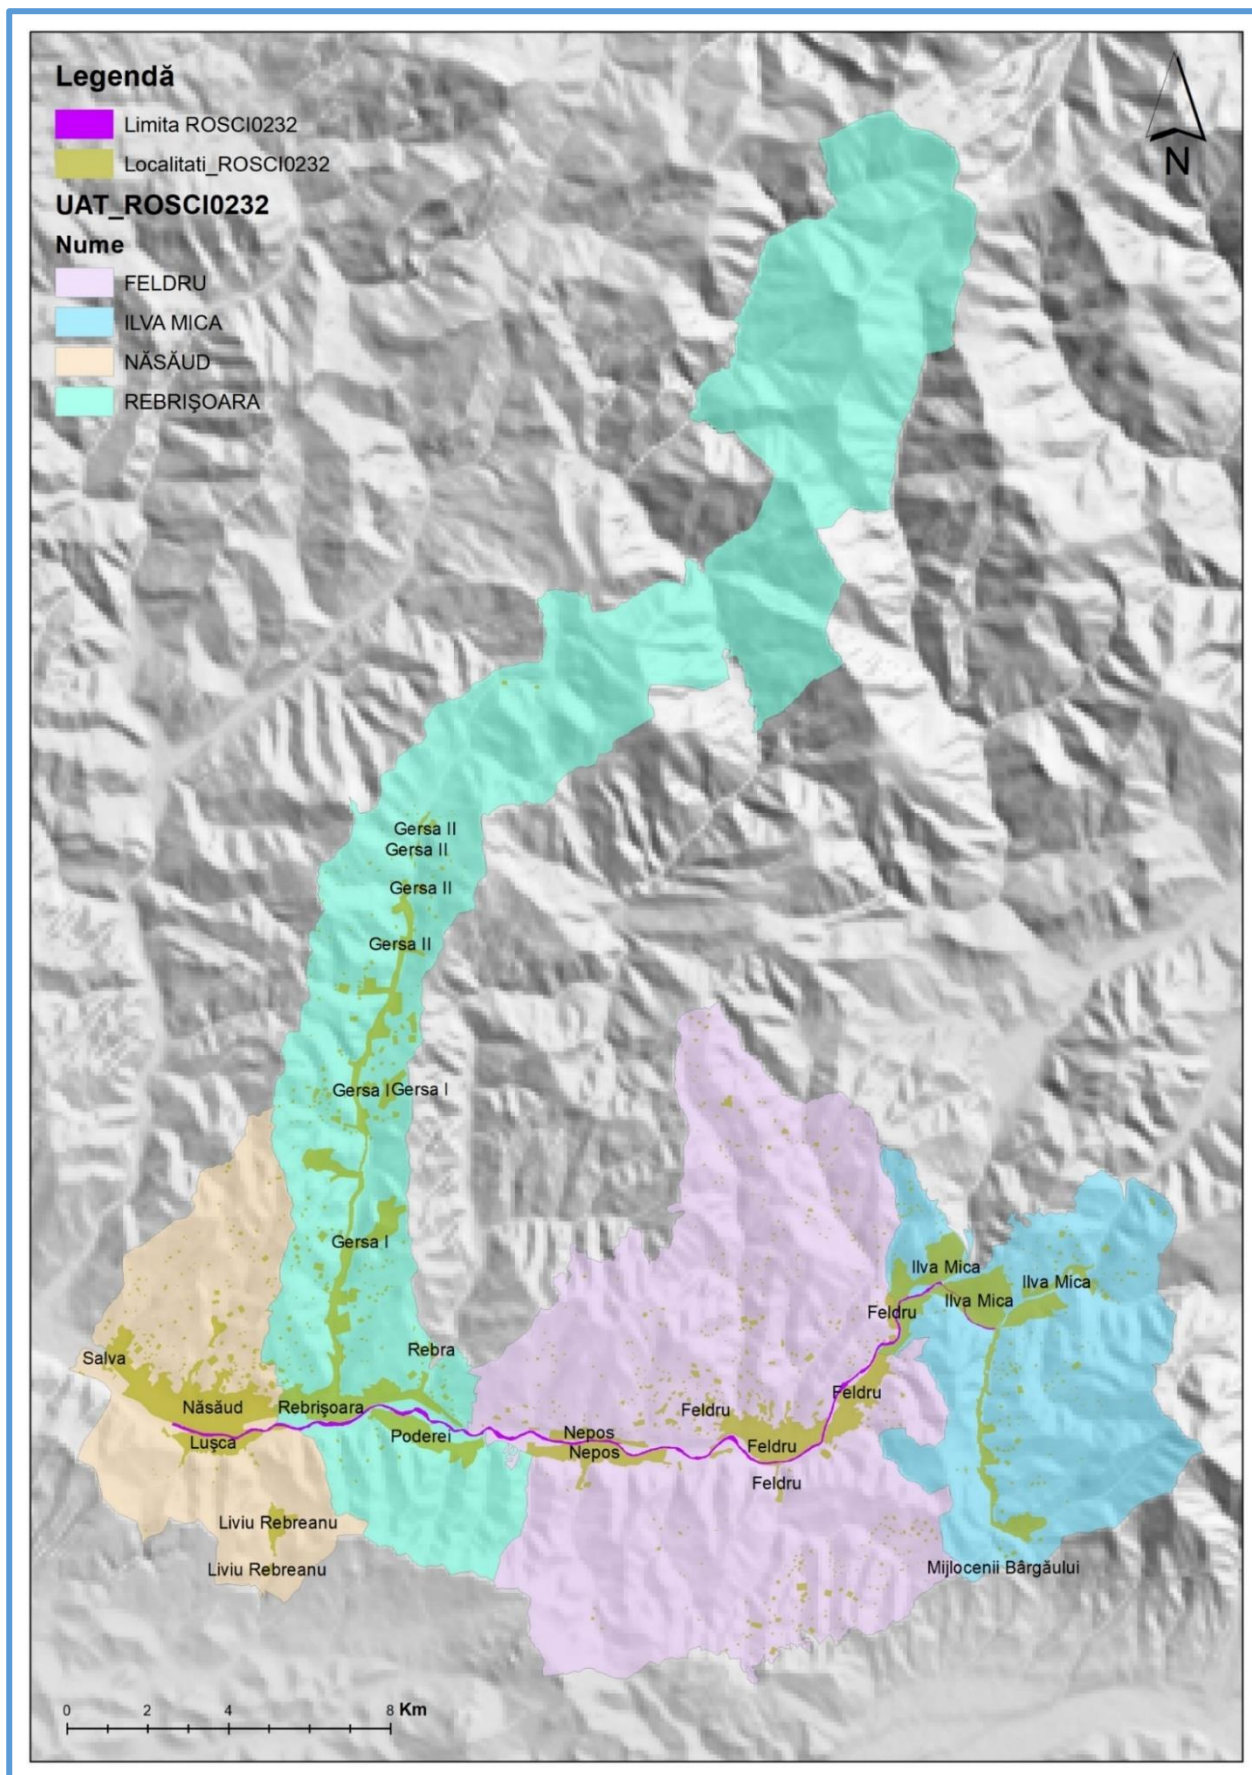 Legendă
Limita ROSCI0232
Localitati_ROSCI0232
UAT_ROSCI0232
Nume
FELDRU
ILVA MICA
NĂSĂUD
REBRIŞOARA
N
Gersa II
Gersa II
Gersa II
Gersa II
Gersa I Gersa I
Gersa I
Ilva Mica
Ilva Mica
Ilva Mica
Feldru
Rebra
Salva
Feldru
Năsăud
Rebrişoara
Feldru
Nepos
Poderei
Luşca
Feldru
Nepos
Feldru
Liviu Rebreanu
Liviu Rebreanu
Mijlocenii Bârgăului
0 2 4 8 Km